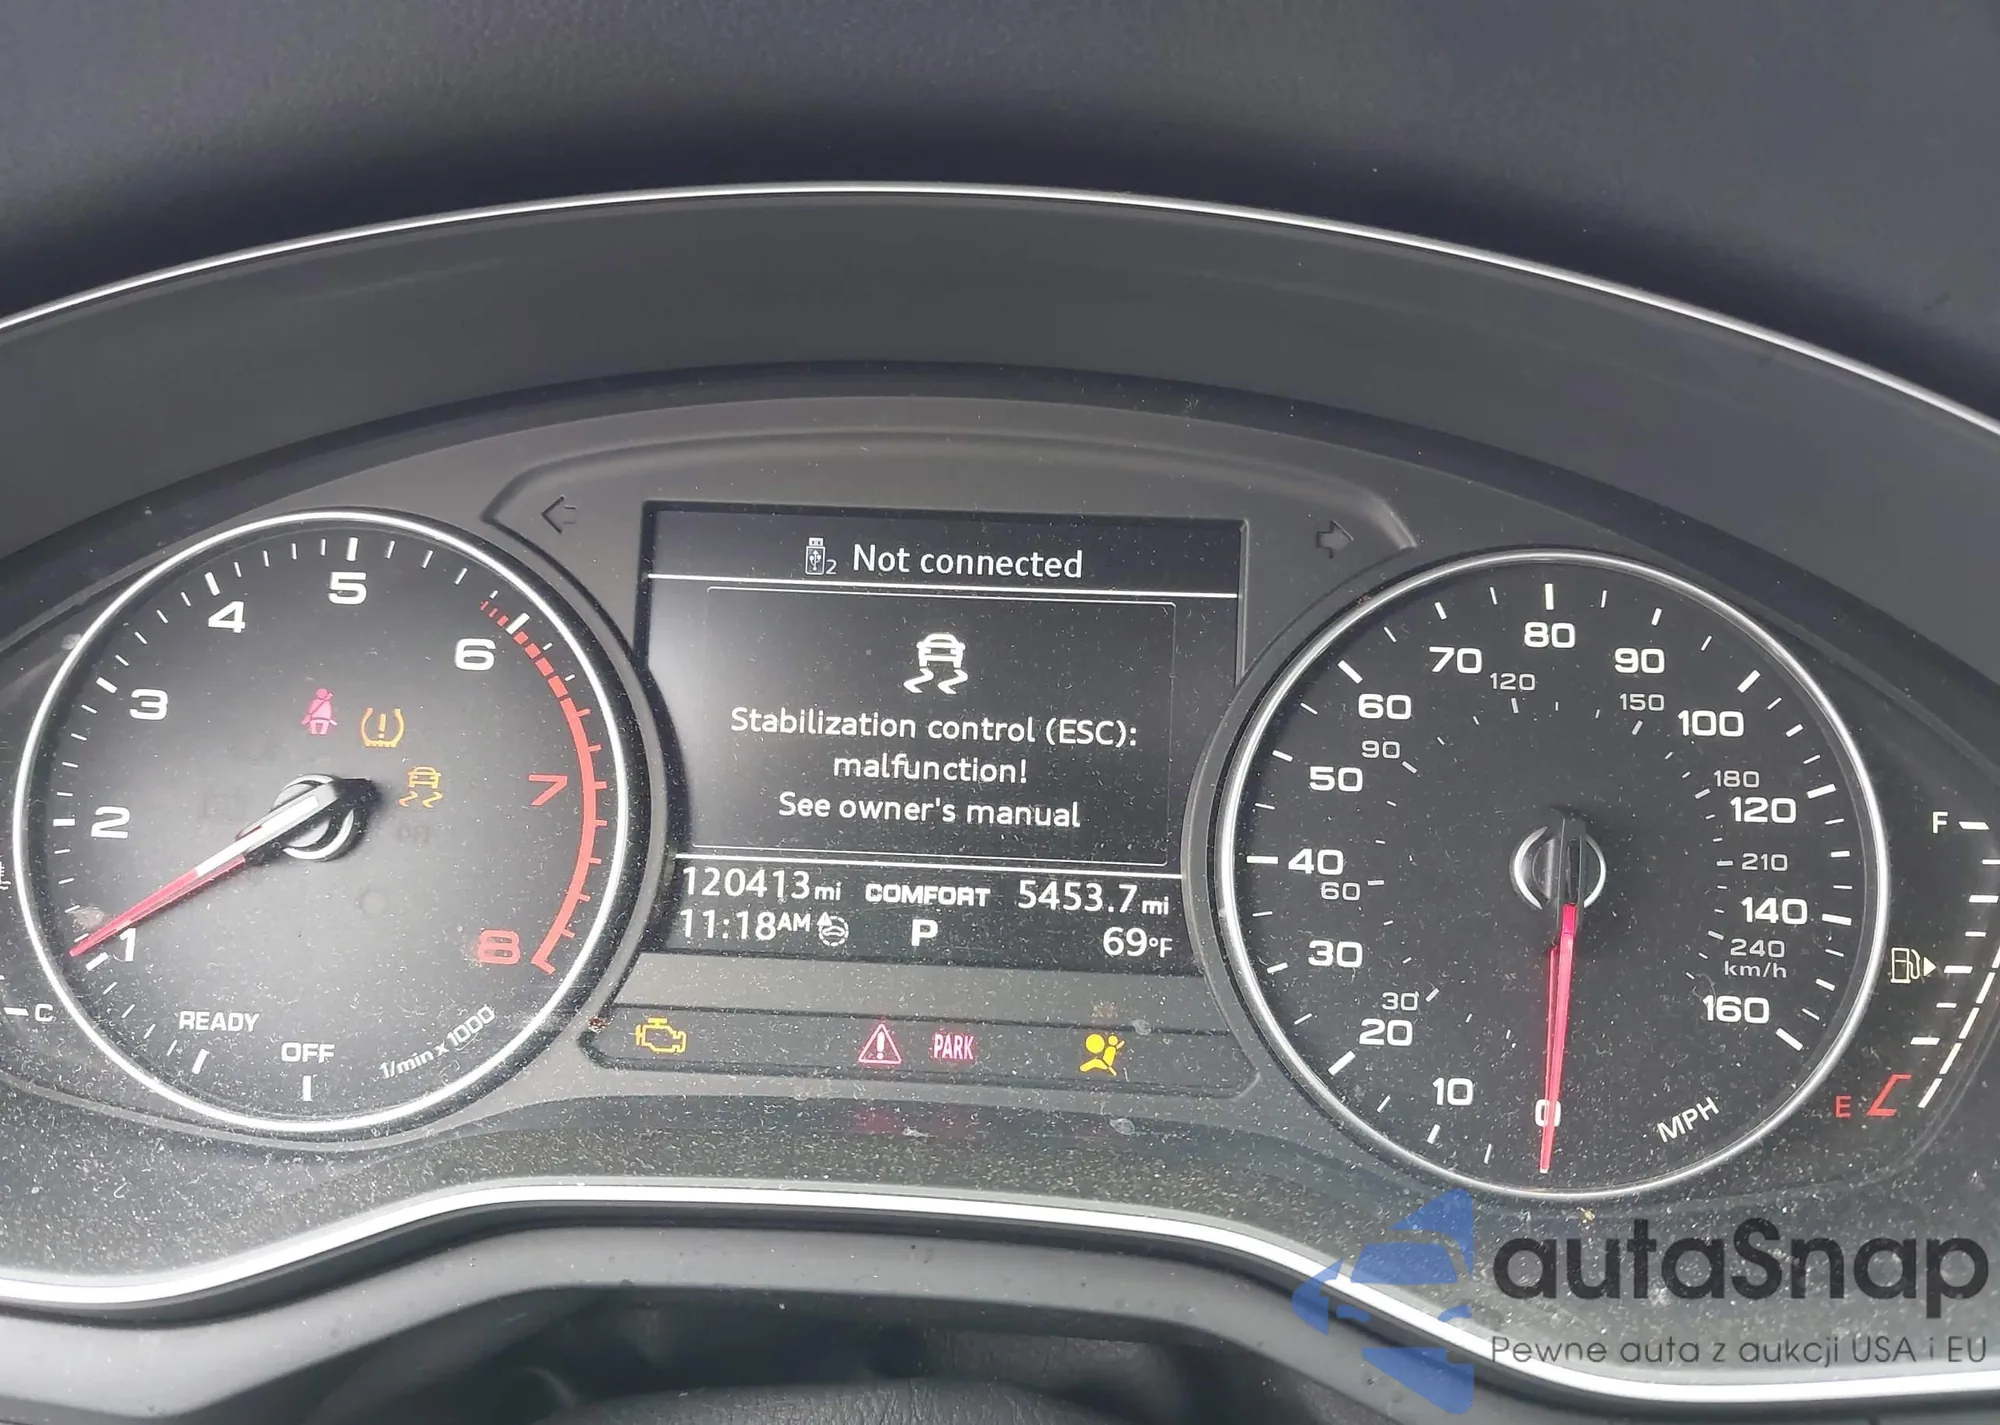 2 Not connected
Stabilization control (ESC):
malfunction!
See owner's manual
120413 mi COMFORT 5453.7 mi
11:18 AM P 69°F
PARK
1
2
3
4
5
6
7
8
READY
OFF
1/min x 1000
C
0
10
20
30
40
50
60
70
80
90
100
120
140
160
MPH
30
60
90
120
150
180
210
240
km/h
F
E
autaSnap
Pewne auta z aukcji USA i EU